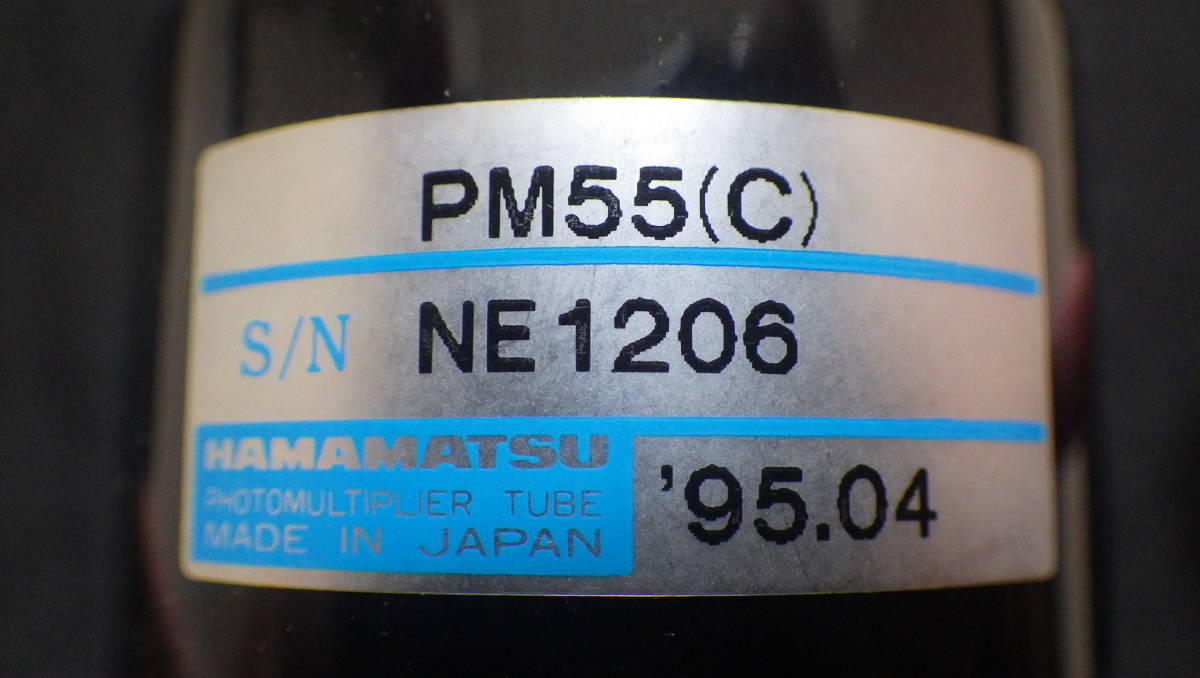 PM55(C)
S/N NE1206
HAMAMATSU
PHOTOMULTIPLIER TUBE
MADE IN JAPAN
'95.04